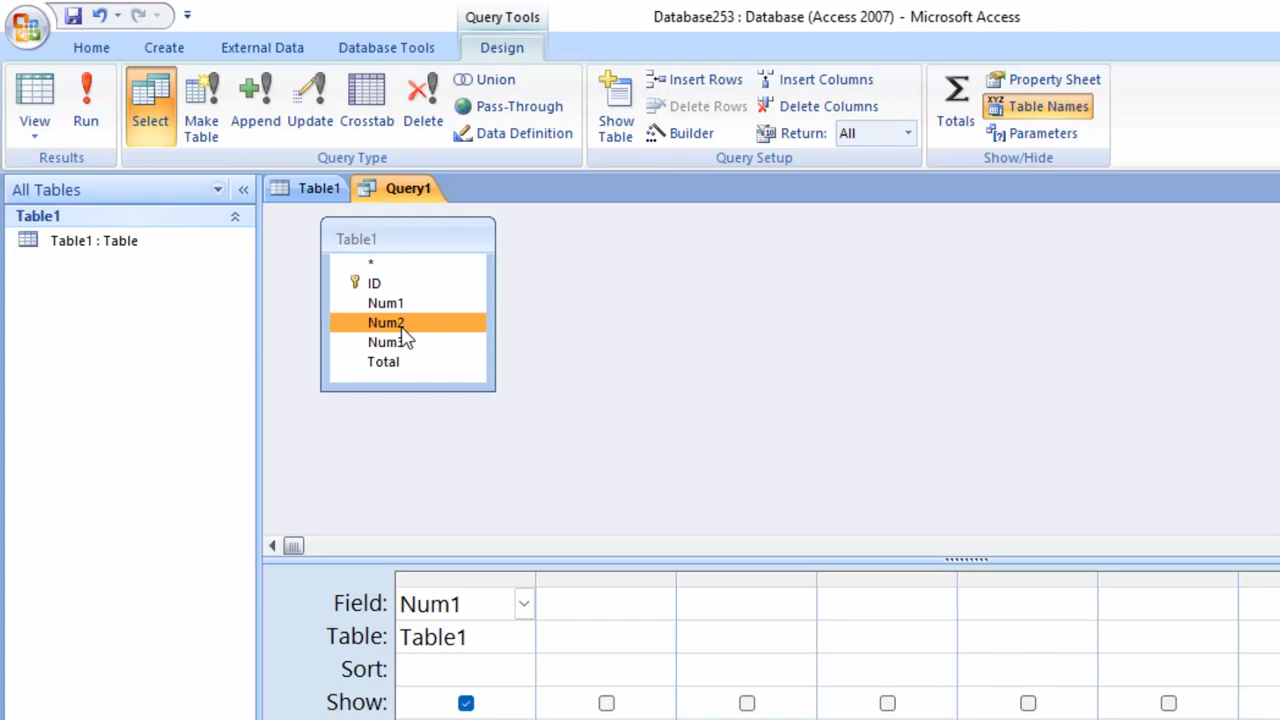 Query Tools
Database253 : Database (Access 2007) - Microsoft Access
Home Create External Data Database Tools Design
View Run Select Make Table Append Update Crosstab Delete
Union
Pass-Through
Data Definition
Show Table
Insert Rows
Delete Rows
Builder
Insert Columns
Delete Columns
Return: All
Totals
Property Sheet
XYZ Table Names
Parameters
Results Query Type Query Setup Show/Hide
All Tables
Table1
Table1 : Table
Table1 Query1
Table1
*
ID
Num1
Num2
Total
Field: Num1
Table: Table1
Sort:
Show: